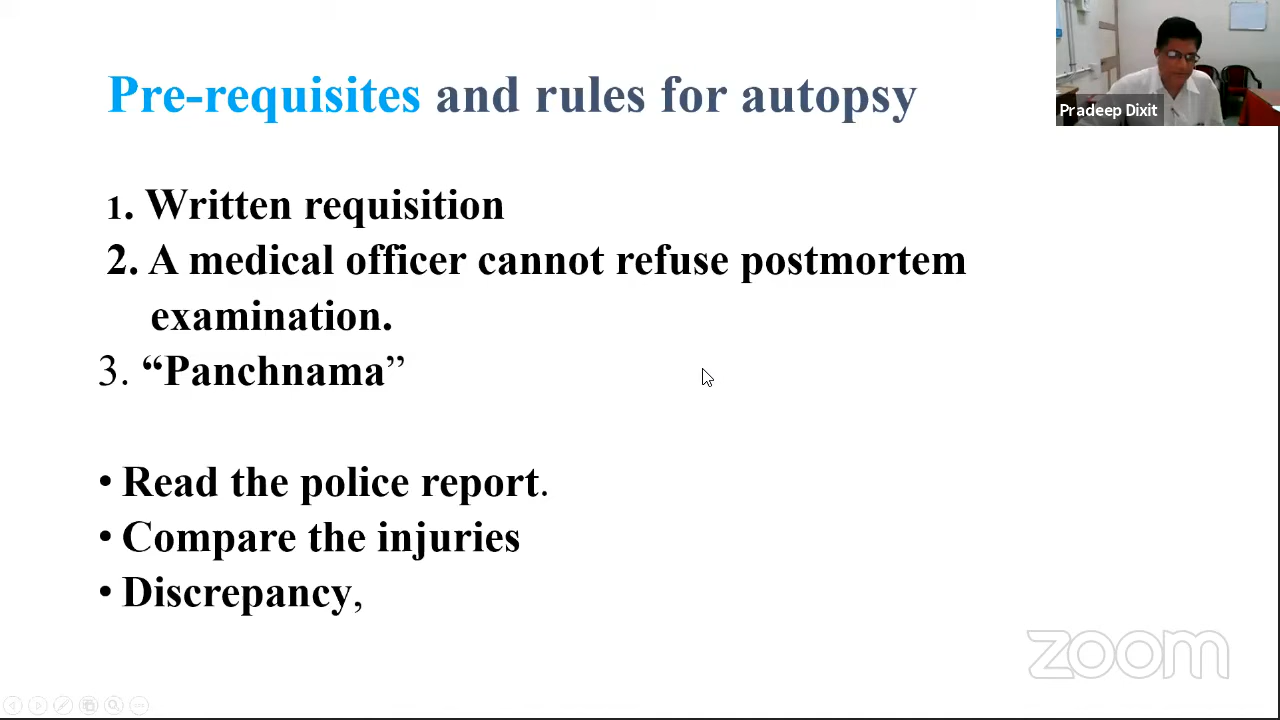 Pre-requisites and rules for autopsy
Pradeep Dixit
1. Written requisition
2. A medical officer cannot refuse postmortem
examination.
3. “Panchnama”
• Read the police report.
• Compare the injuries
• Discrepancy,
zoom